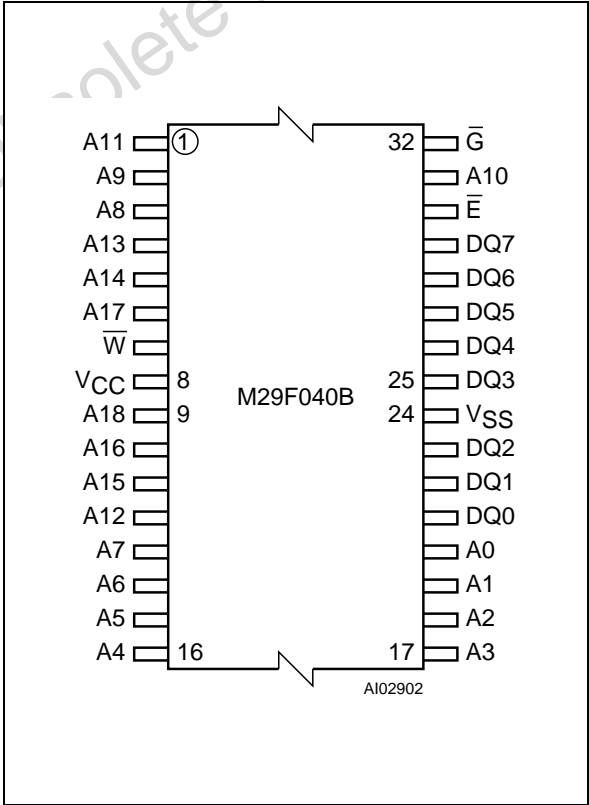 A11 1 32 G̅
A9 A10
A8 E̅
A13 DQ7
A14 DQ6
A17 DQ5
W̅ DQ4
VCC 8 25 DQ3
M29F040B
A18 9 24 VSS
A16 DQ2
A15 DQ1
A12 DQ0
A7 A0
A6 A1
A5 A2
A4 16 17 A3
AI02902